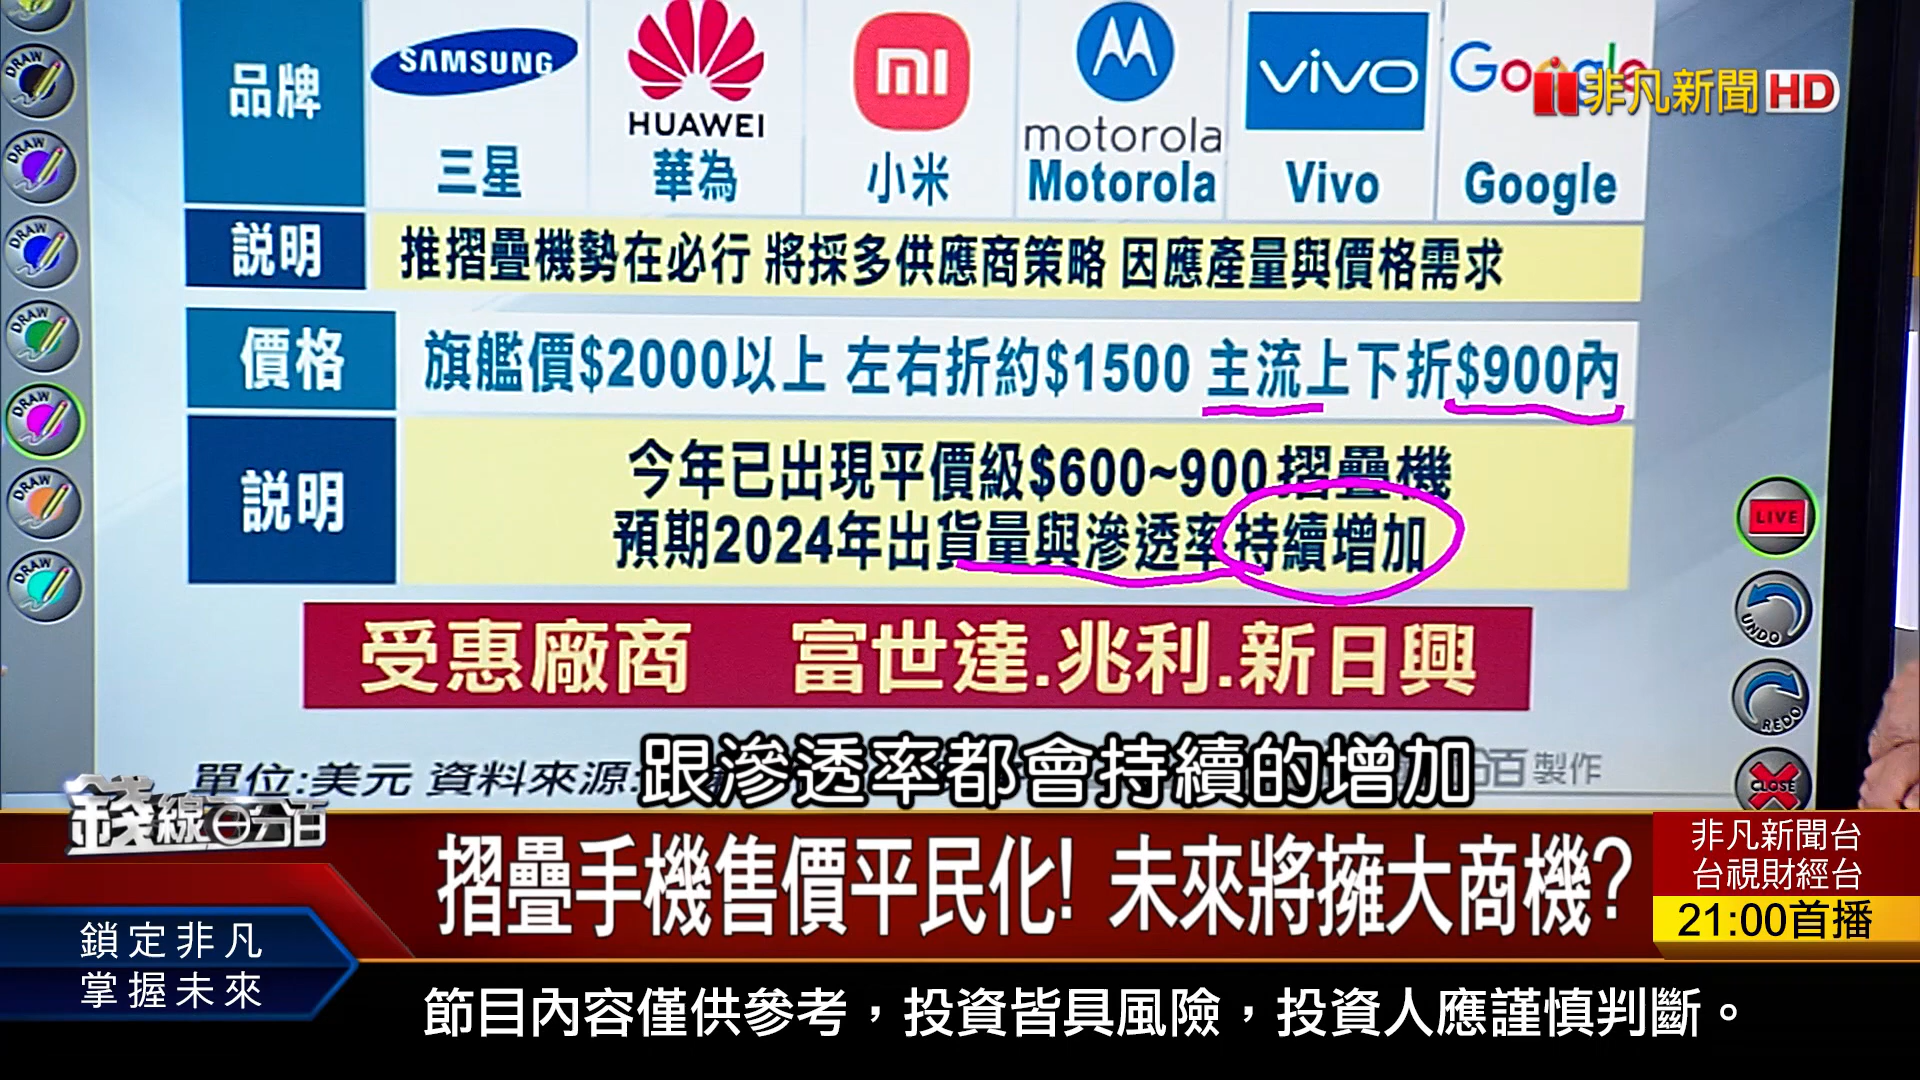 品牌
SAMSUNG
三星
HUAWEI
華為
小米
motorola
Motorola
vivo
Vivo
Google
Google
非凡新聞HD
説明
推摺疊機勢在必行 將採多供應商策略 因應產量與價格需求
價格
旗艦價$2000以上 左右折約$1500 主流上下折$900內
説明
今年已出現平價級$600~900摺疊機
預期2024年出貨量與滲透率持續增加
受惠廠商 富世達.兆利.新日興
單位:美元 資料來源:
製作
跟滲透率都會持續的增加
錢線百分百
摺疊手機售價平民化! 未來將擁大商機?
非凡新聞台
台視財經台
21:00首播
鎖定非凡
掌握未來
節目內容僅供參考，投資皆具風險，投資人應謹慎判斷。
DRAW
DRAW
DRAW
DRAW
DRAW
DRAW
DRAW
LIVE
UNDO
REDO
CLOSE